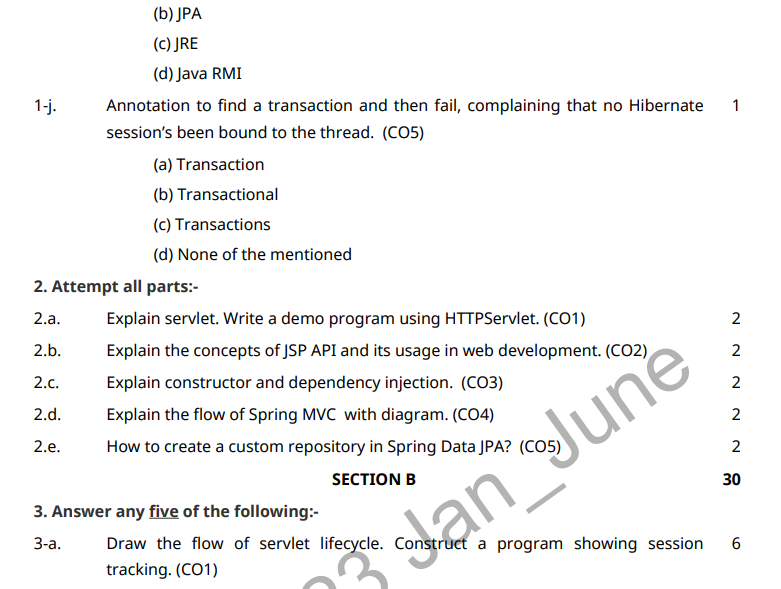 (b) JPA
(c) JRE
(d) Java RMI
1-j. Annotation to find a transaction and then fail, complaining that no Hibernate 1
session’s been bound to the thread. (CO5)
(a) Transaction
(b) Transactional
(c) Transactions
(d) None of the mentioned
2. Attempt all parts:-
2.a. Explain servlet. Write a demo program using HTTPServlet. (CO1) 2
2.b. Explain the concepts of JSP API and its usage in web development. (CO2) 2
2.c. Explain constructor and dependency injection. (CO3) 2
2.d. Explain the flow of Spring MVC with diagram. (CO4) 2
2.e. How to create a custom repository in Spring Data JPA? (CO5) 2
SECTION B 30
3. Answer any five of the following:-
3-a. Draw the flow of servlet lifecycle. Construct a program showing session 6
tracking. (CO1)
23 Jan_June